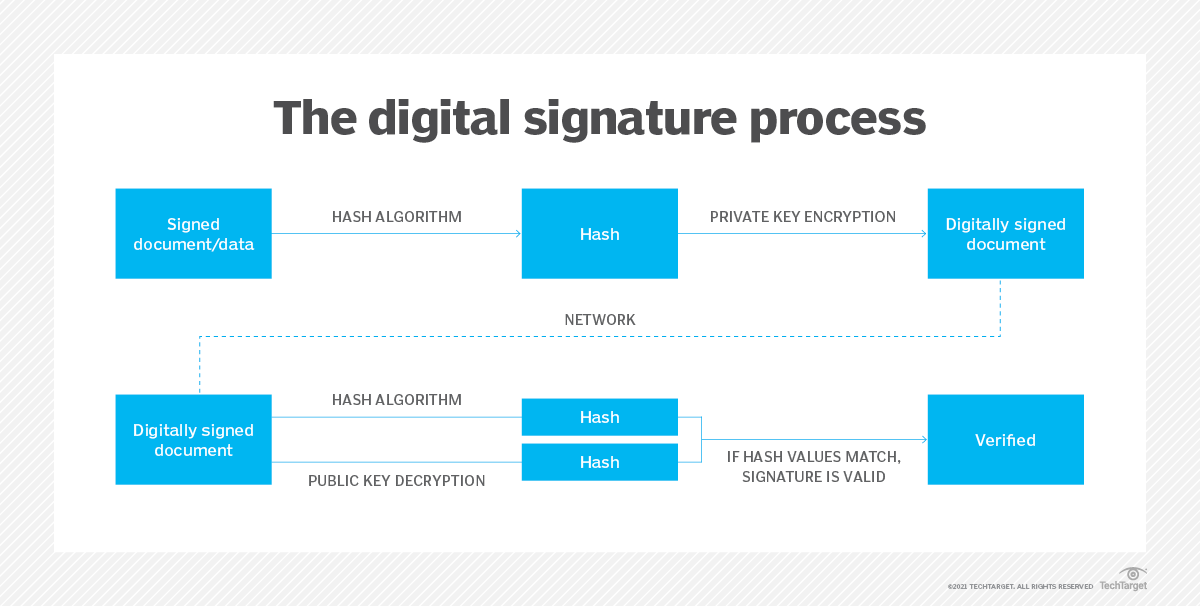 The digital signature process
Signed
document/data
HASH ALGORITHM
Hash
PRIVATE KEY ENCRYPTION
Digitally signed
document
NETWORK
Digitally signed
document
HASH ALGORITHM
Hash
PUBLIC KEY DECRYPTION
Hash
IF HASH VALUES MATCH,
SIGNATURE IS VALID
Verified
©2021 TECHTARGET. ALL RIGHTS RESERVED
TechTarget